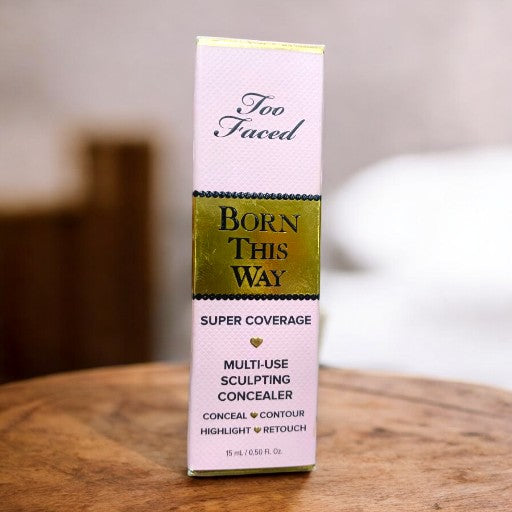 Too
Faced
BORN
THIS
WAY
SUPER COVERAGE
MULTI-USE
SCULPTING
CONCEALER
CONCEAL CONTOUR
HIGHLIGHT RETOUCH
15 mL / 0.50 Fl. Oz.